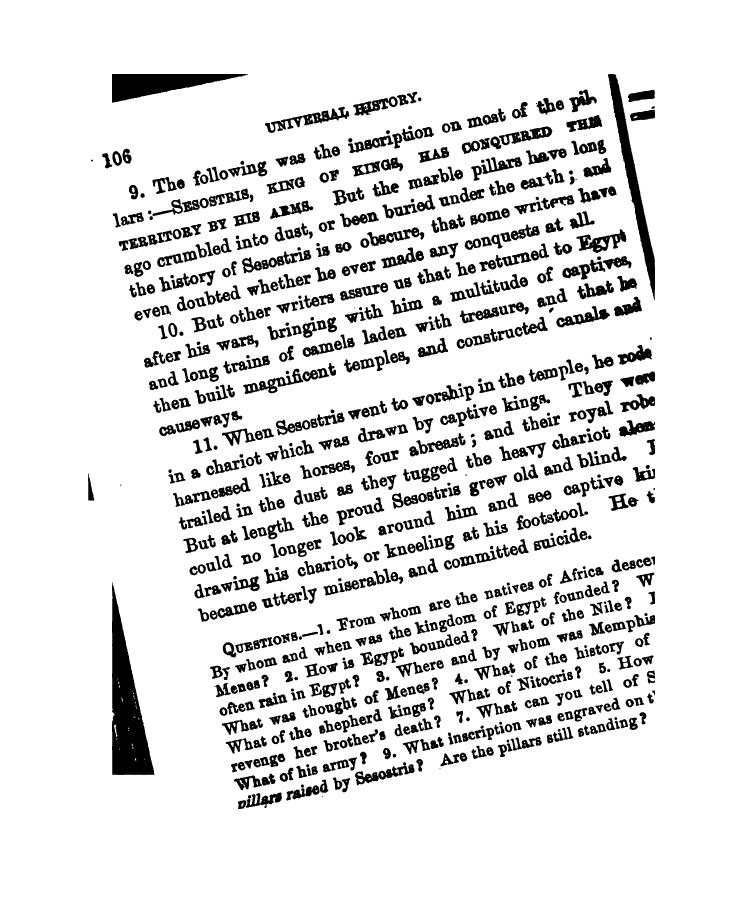 UNIVERSAL HISTORY.
106
9. The following was the inscription on most of the pil-
lars:—SESOSTRIS, KING OF KINGS, HAS CONQUERED THIS
TERRITORY BY HIS ARMS. But the marble pillars have long
ago crumbled into dust, or been buried under the earth; and
the history of Sesostris is so obscure, that some writers have
even doubted whether he ever made any conquests at all.
10. But other writers assure us that he returned to Egypt
after his wars, bringing with him a multitude of captives,
and long trains of camels laden with treasure, and that he
then built magnificent temples, and constructed canals and
causeways.
11. When Sesostris went to worship in the temple, he rode
in a chariot which was drawn by captive kings. They were
harnessed like horses, four abreast; and their royal robe
trailed in the dust as they tugged the heavy chariot alon
But at length the proud Sesostris grew old and blind.
could no longer look around him and see captive ki
drawing his chariot, or kneeling at his footstool. He t
became utterly miserable, and committed suicide.
QUESTIONS.—1. From whom are the natives of Africa descen
By whom and when was the kingdom of Egypt founded? W
Menes? 2. How is Egypt bounded? What of the Nile?
often rain in Egypt? 3. Where and by whom was Memphis
What was thought of Menes? 4. What of the history of
What of the shepherd kings? What of Nitocris? 5. How
revenge her brother's death? 7. What can you tell of S
What of his army? 9. What inscription was engraved on t
pillars raised by Sesostris? Are the pillars still standing?